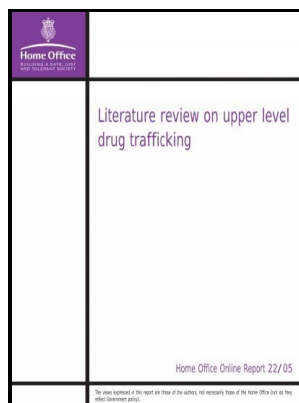 Home Office
BUILDING A SAFE, JUST
AND TOLERANT SOCIETY
Literature review on upper level
drug trafficking
Home Office Online Report 22/05
The views expressed in this report are those of the authors, not necessarily those of the Home Office (nor do they
reflect Government policy).